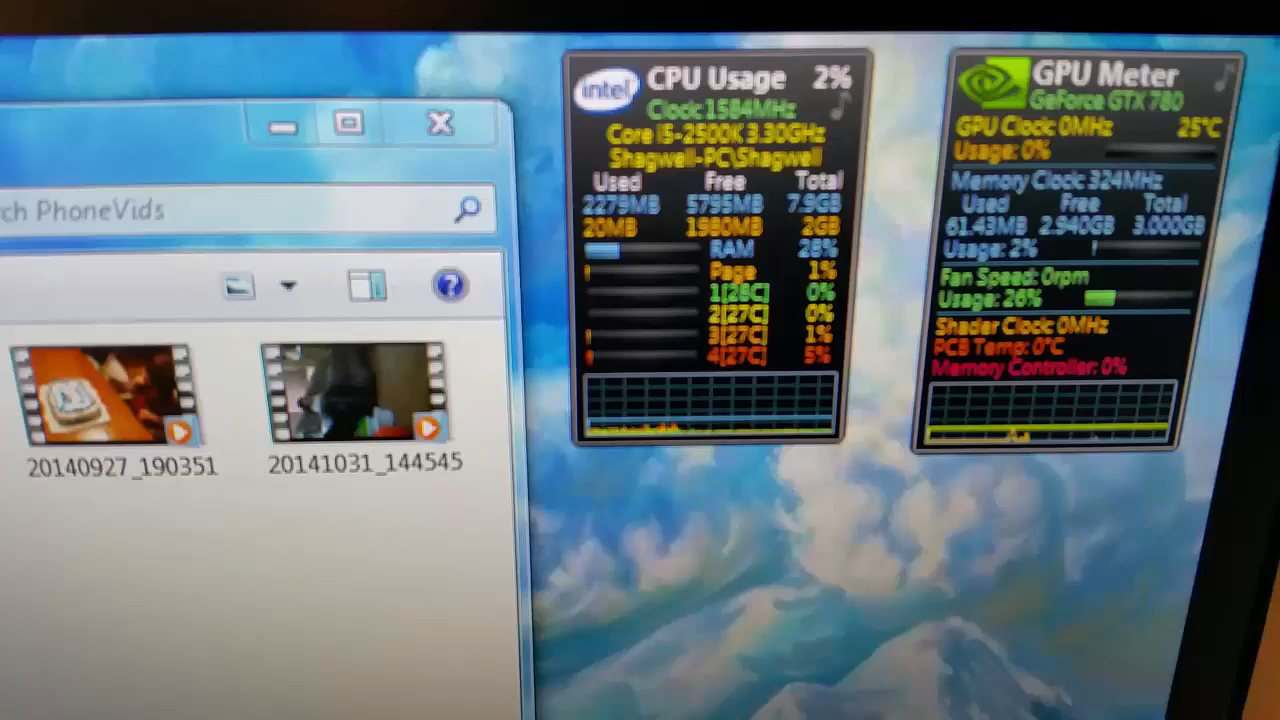 rch PhoneVids
20140927_190351
20141031_144545
intel
CPU Usage 2%
Clock: 1584MHz
Core i5-2500K 3.30GHz
Shagwell-PC\Shagwell
Used Free Total
2279MB 5795MB 7.9GB
20MB 1980MB 2GB
RAM 28%
Page 1%
1[28C] 0%
2[27C] 0%
3[27C] 1%
4[27C] 5%
GPU Meter
GeForce GTX 780
GPU Clock: 0MHz 25°C
Usage: 0%
Memory Clock: 324MHz
Used Free Total
61.43MB 2.940GB 3.000GB
Usage: 2%
Fan Speed: 0rpm
Usage: 26%
Shader Clock: 0MHz
PCB Temp: 0°C
Memory Controller: 0%